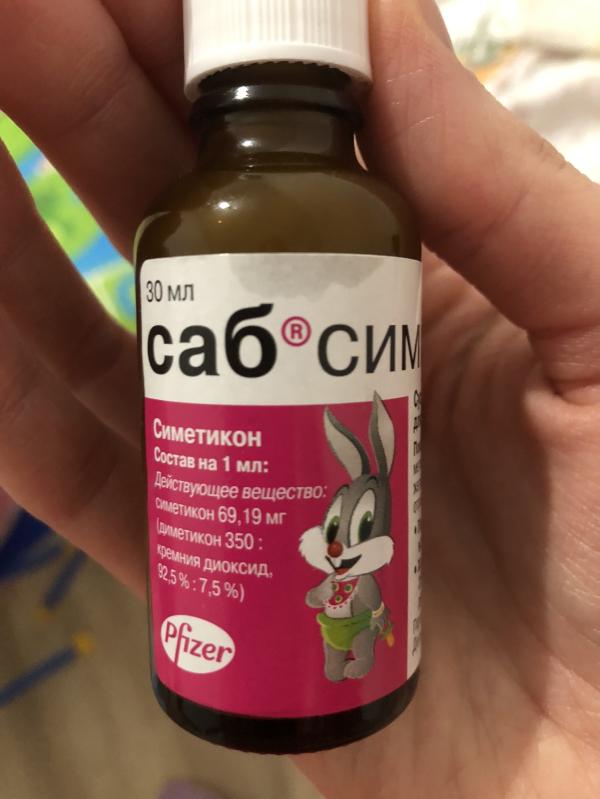 30 мл
саб® сим
Симетикон
Состав на 1 мл:
Действующее вещество:
симетикон 69,19 мг
(диметикон 350 :
кремния диоксид,
92,5 % : 7,5 %)
Pfizer